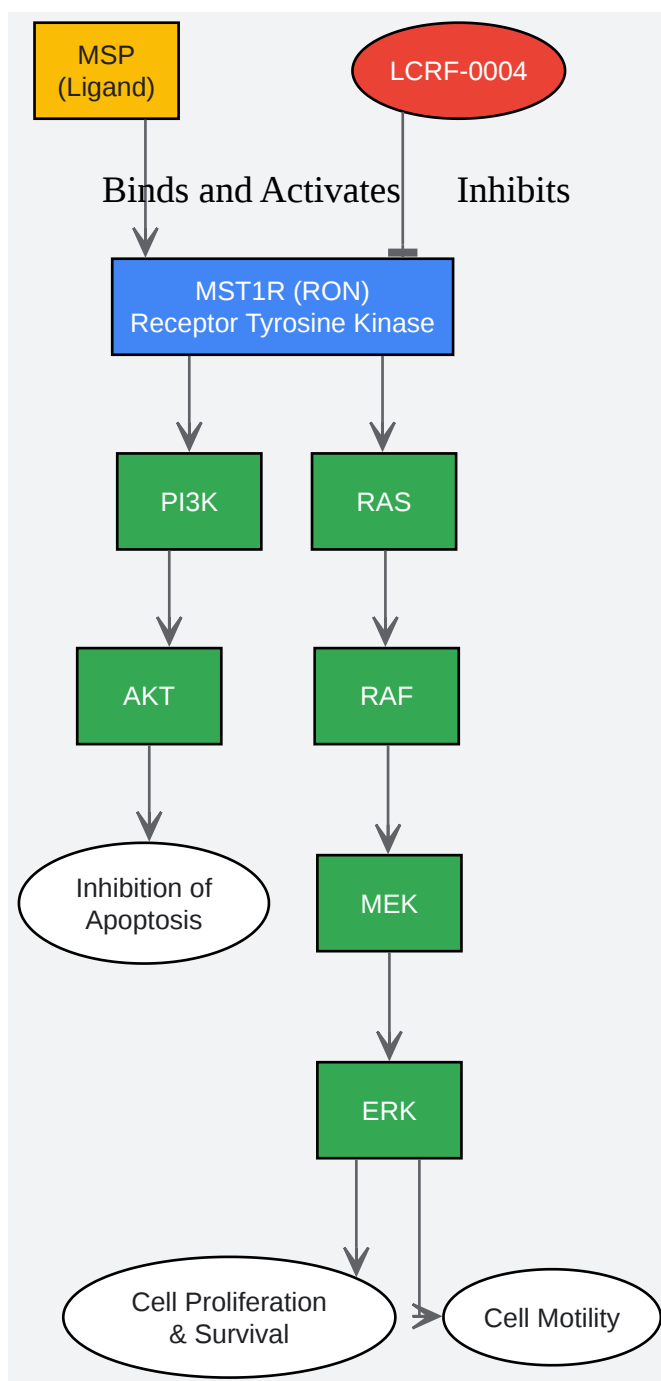 MSP
(Ligand)
LCRF-0004
Binds and Activates
Inhibits
MST1R (RON)
Receptor Tyrosine Kinase
PI3K
RAS
AKT
RAF
Inhibition of
Apoptosis
MEK
ERK
Cell Proliferation
& Survival
Cell Motility